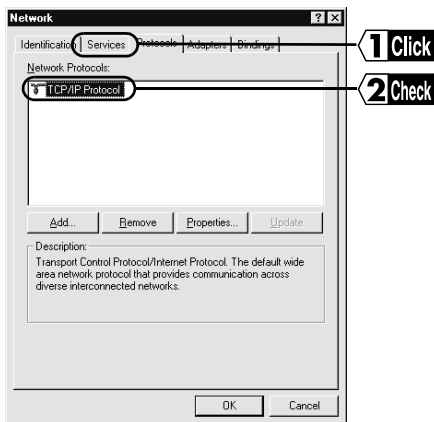 Network
Identification Services Protocols Adapters Bindings
1 Click
Network Protocols:
TCP/IP Protocol
2 Check
Add... Remove Properties... Update
Description:
Transport Control Protocol/Internet Protocol. The default wide
area network protocol that provides communication across
diverse interconnected networks.
OK Cancel